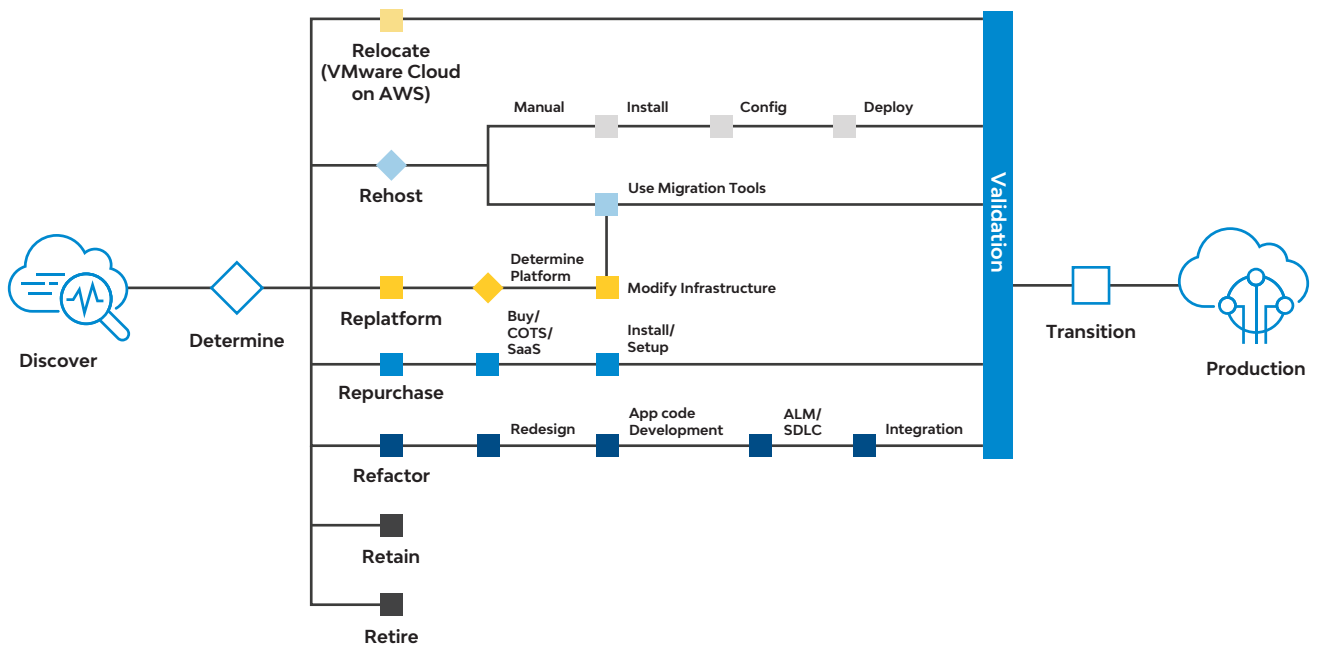 Relocate
(VMware Cloud
on AWS)
Manual
Install
Config
Deploy
Rehost
Use Migration Tools
Validation
Discover
Determine
Replatform
Determine
Platform
Modify Infrastructure
Transition
Production
Repurchase
Buy/
COTS/
SaaS
Install/
Setup
Refactor
Redesign
App code
Development
ALM/
SDLC
Integration
Retain
Retire